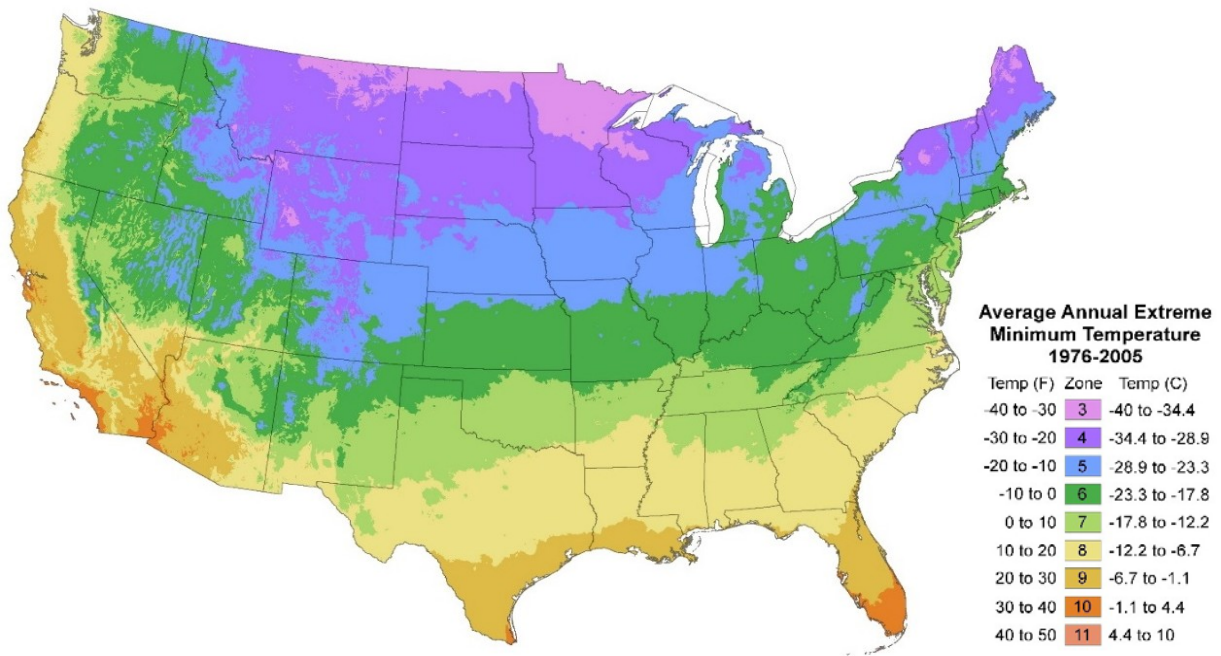 Average Annual Extreme
Minimum Temperature
1976-2005
Temp (F) Zone Temp (C)
-40 to -30 3 -40 to -34.4
-30 to -20 4 -34.4 to -28.9
-20 to -10 5 -28.9 to -23.3
-10 to 0 6 -23.3 to -17.8
0 to 10 7 -17.8 to -12.2
10 to 20 8 -12.2 to -6.7
20 to 30 9 -6.7 to -1.1
30 to 40 10 -1.1 to 4.4
40 to 50 11 4.4 to 10